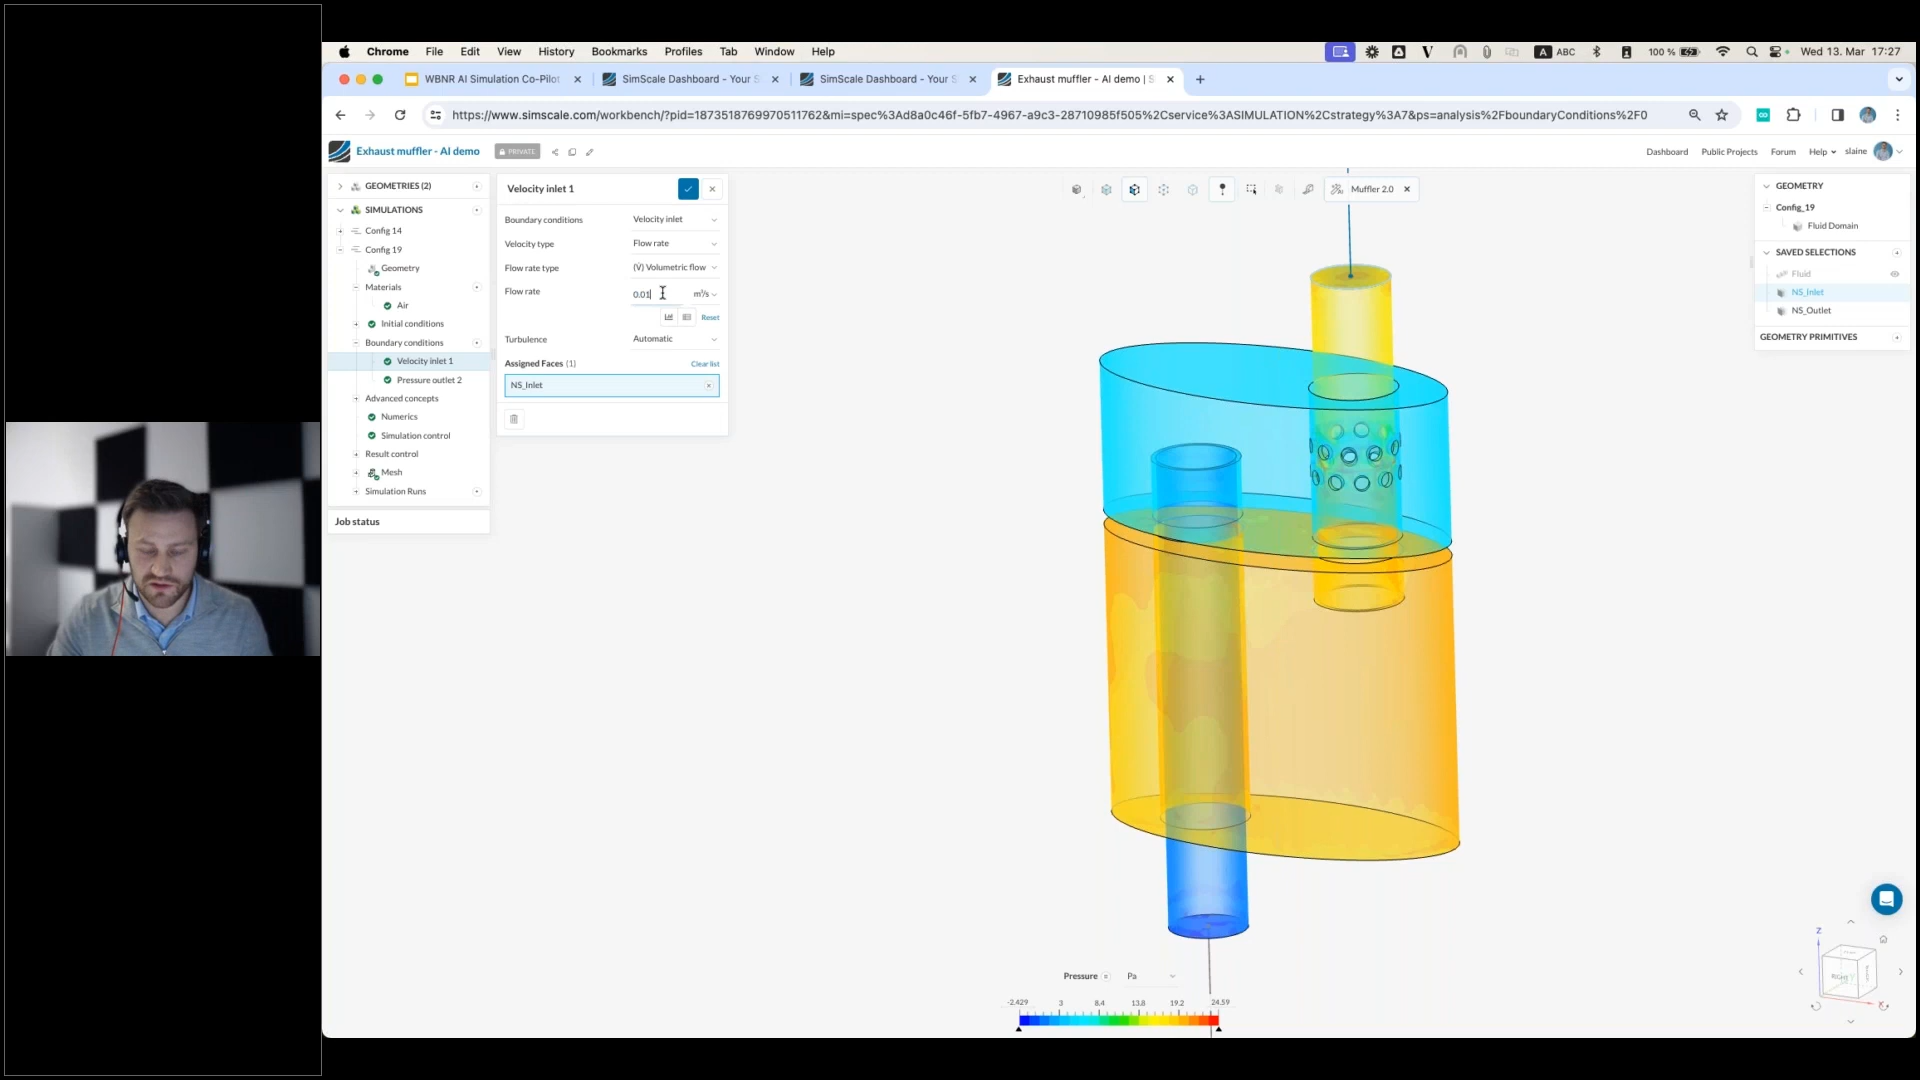 Chrome File Edit View History Bookmarks Profiles Tab Window Help
A ABC 100 % Wed 13. Mar 17:27
WBNR AI Simulation Co-Pilot
SimScale Dashboard - Your S
SimScale Dashboard - Your S
Exhaust muffler - AI demo | S
https://www.simscale.com/workbench/?pid=1873518769970511762&mi=spec%3Ad8a0c46f-5fb7-4967-a9c3-28710985f505%2Cservice%3ASIMULATION%2Cstrategy%3A7&ps=analysis%2FboundaryConditions%2F0
Exhaust muffler - AI demo PRIVATE
Dashboard Public Projects Forum Help slaine
GEOMETRIES (2)
SIMULATIONS
Config 14
Config 19
Geometry
Materials
Air
Initial conditions
Boundary conditions
Velocity inlet 1
Pressure outlet 2
Advanced concepts
Numerics
Simulation control
Result control
Mesh
Simulation Runs
Job status
Velocity inlet 1
Boundary conditions Velocity inlet
Velocity type Flow rate
Flow rate type (V̇) Volumetric flow
Flow rate 0.01 m³/s
Reset
Turbulence Automatic
Assigned Faces (1) Clear list
NS_Inlet
Muffler 2.0
GEOMETRY
Config_19
Fluid Domain
SAVED SELECTIONS
Fluid
NS_Inlet
NS_Outlet
GEOMETRY PRIMITIVES
Pressure Pa
-2.429 3 8.4 13.8 19.2 24.59
Z
RIGHT
Y
X